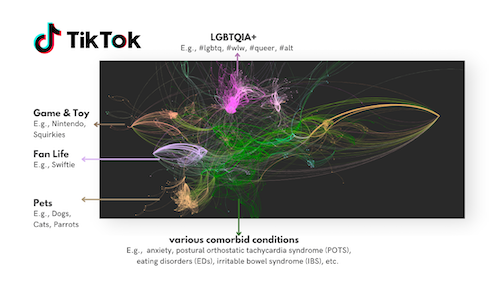 TikTok
LGBTQIA+
E.g., #lgbtq, #wlw, #queer, #alt
Game & Toy
E.g., Nintendo,
Squirkies
Fan Life
E.g., Swiftie
Pets
E.g., Dogs,
Cats, Parrots
various comorbid conditions
E.g., anxiety, postural orthostatic tachycardia syndrome (POTS),
eating disorders (EDs), irritable bowel syndrome (IBS), etc.